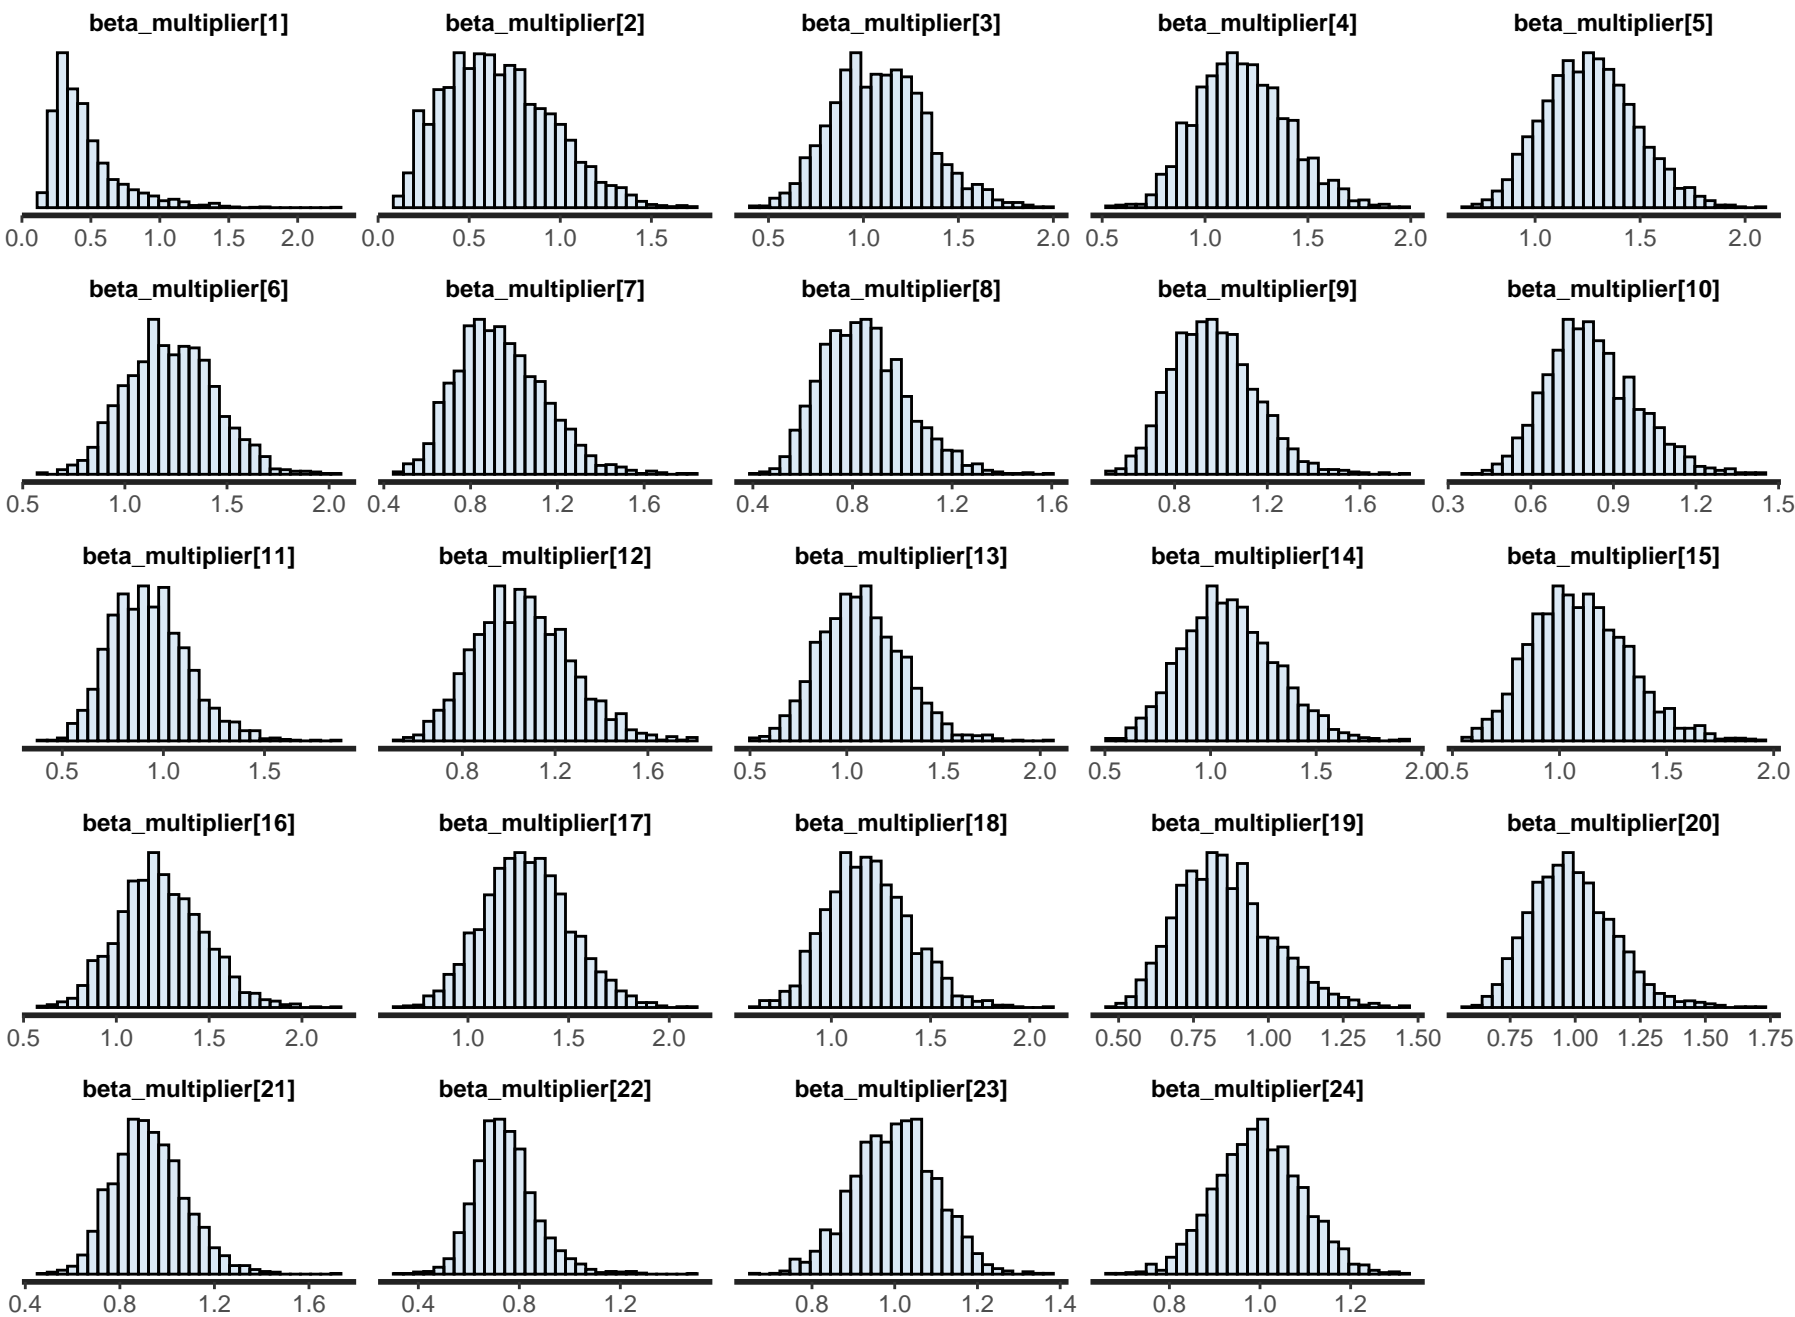 beta_multiplier[1] beta_multiplier[2] beta_multiplier[3] beta_multiplier[4] beta_multiplier[5]
0.0 0.5 1.0 1.5 2.0 0.0 0.5 1.0 1.5 0.5 1.0 1.5 2.0 0.5 1.0 1.5 2.0 1.0 1.5 2.0
beta_multiplier[6] beta_multiplier[7] beta_multiplier[8] beta_multiplier[9] beta_multiplier[10]
0.5 1.0 1.5 2.0 0.4 0.8 1.2 1.6 0.4 0.8 1.2 1.6 0.8 1.2 1.6 0.3 0.6 0.9 1.2 1.5
beta_multiplier[11] beta_multiplier[12] beta_multiplier[13] beta_multiplier[14] beta_multiplier[15]
0.5 1.0 1.5 0.8 1.2 1.6 0.5 1.0 1.5 2.0 0.5 1.0 1.5 2.0 0.5 1.0 1.5 2.0
beta_multiplier[16] beta_multiplier[17] beta_multiplier[18] beta_multiplier[19] beta_multiplier[20]
0.5 1.0 1.5 2.0 1.0 1.5 2.0 1.0 1.5 2.0 0.50 0.75 1.00 1.25 1.50 0.75 1.00 1.25 1.50 1.75
beta_multiplier[21] beta_multiplier[22] beta_multiplier[23] beta_multiplier[24]
0.4 0.8 1.2 1.6 0.4 0.8 1.2 0.8 1.0 1.2 1.4 0.8 1.0 1.2